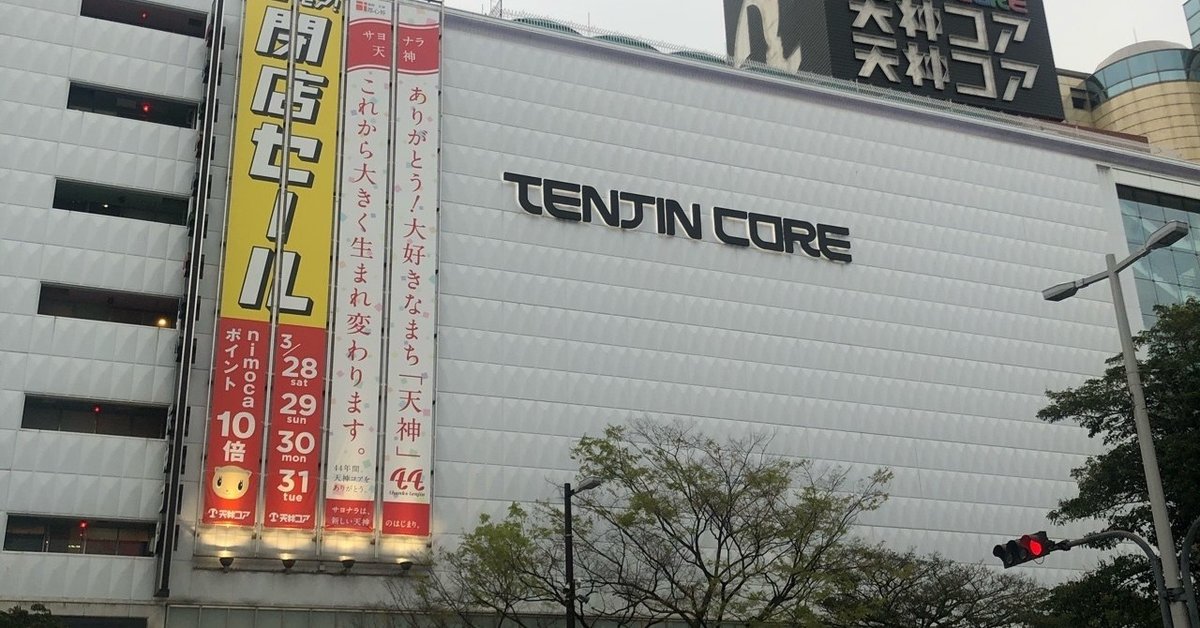 閉店セール
nimoca
ポイント
10倍
天神コア
3/28
sat
29
sun
30
mon
31
tue
天神コア
サヨナラ
天神
ありがとう！大好きなまち「天神」
これから大きく生まれ変わります。
44年間、
天神コアを
ありがとう。
サヨナラは、
新しい天神
のはじまり。
44
thanks tenjin
TENJIN CORE
天神コア
天神コア